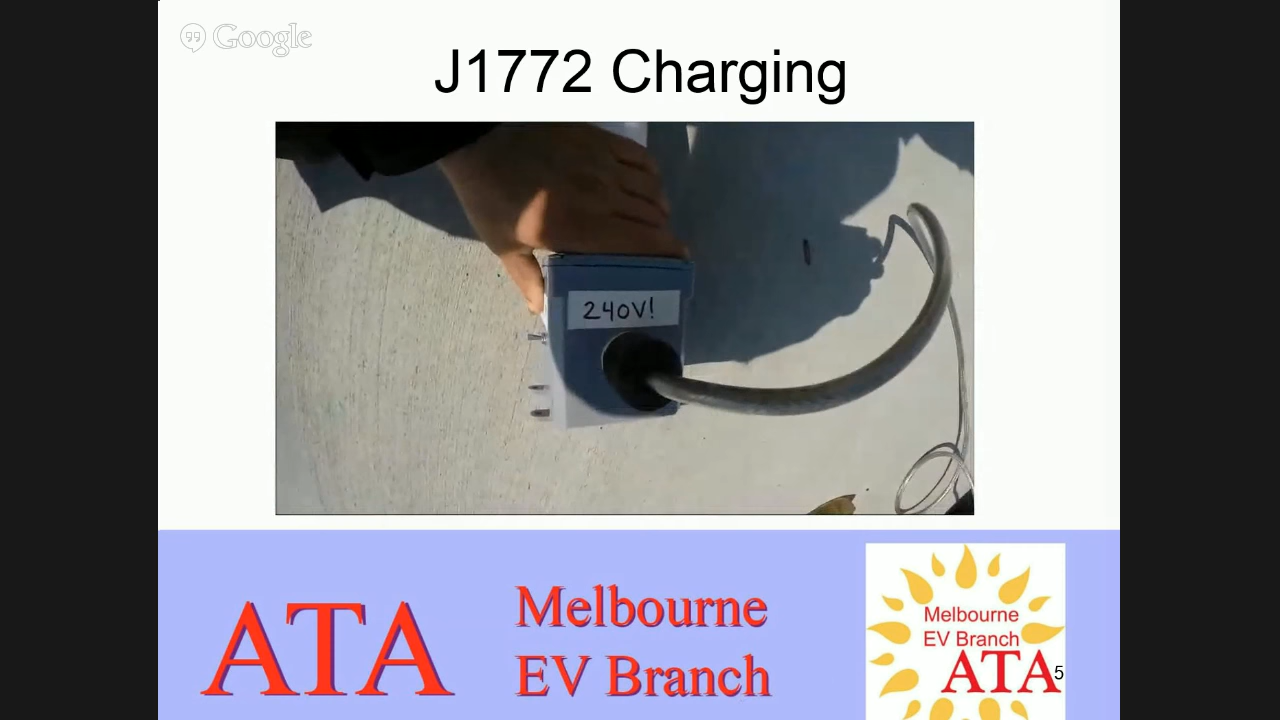 Google
J1772 Charging
240V!
ATA
Melbourne
EV Branch
Melbourne
EV Branch
ATA
5